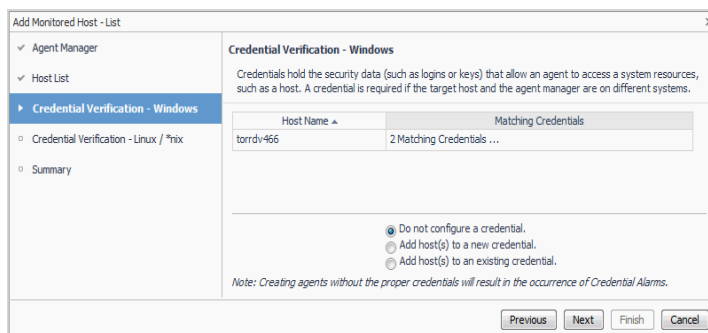 Add Monitored Host - List
Agent Manager
Host List
Credential Verification - Windows
Credential Verification - Linux / *nix
Summary
Credential Verification - Windows
Credentials hold the security data (such as logins or keys) that allow an agent to access a system resources,
such as a host. A credential is required if the target host and the agent manager are on different systems.
Host Name Matching Credentials
torrdv466 2 Matching Credentials ...
Do not configure a credential.
Add host(s) to a new credential.
Add host(s) to an existing credential.
Note: Creating agents without the proper credentials will result in the occurrence of Credential Alarms.
Previous Next Finish Cancel